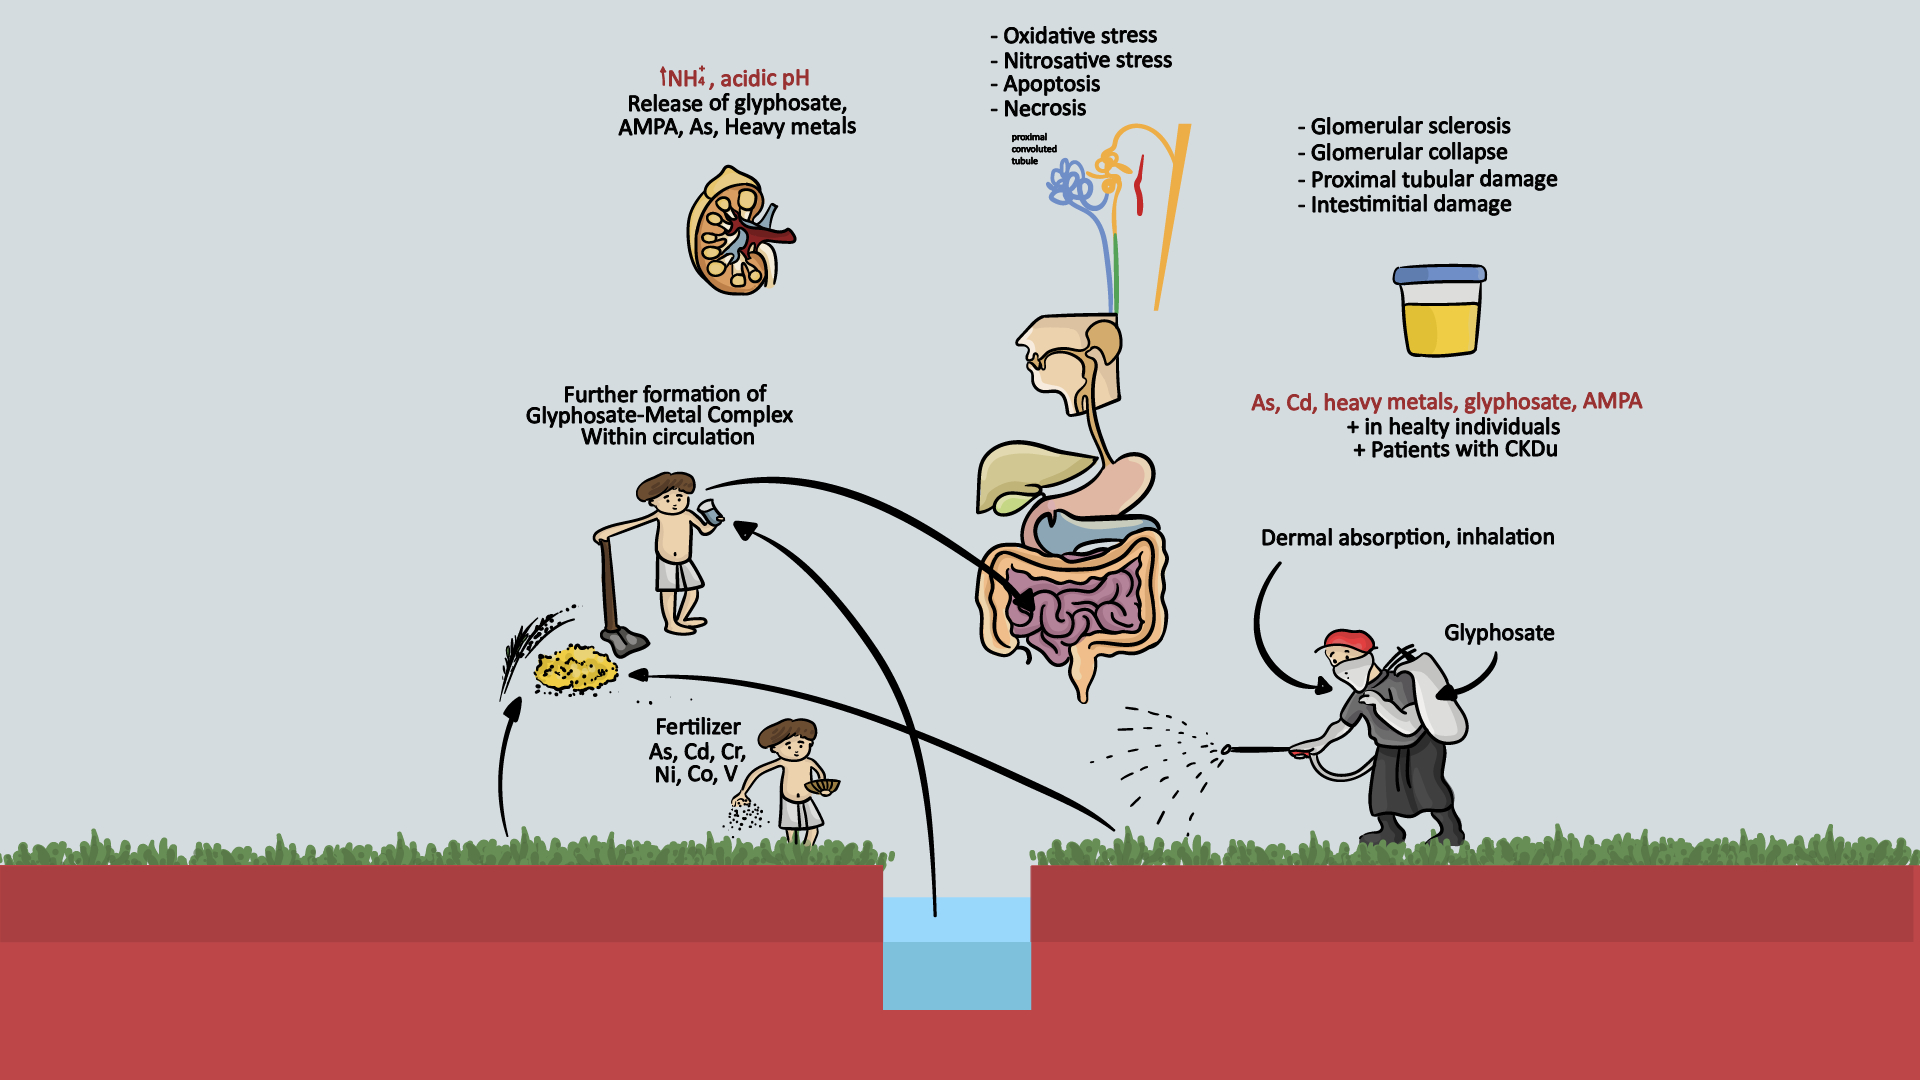 ↑NH₄⁺, acidic pH
Release of glyphosate,
AMPA, As, Heavy metals
- Oxidative stress
- Nitrosative stress
- Apoptosis
- Necrosis
proximal
convoluted
tubule
- Glomerular sclerosis
- Glomerular collapse
- Proximal tubular damage
- Intestimitial damage
Further formation of
Glyphosate-Metal Complex
Within circulation
As, Cd, heavy metals, glyphosate, AMPA
+ in healty individuals
+ Patients with CKDu
Dermal absorption, inhalation
Glyphosate
Fertilizer
As, Cd, Cr,
Ni, Co, V